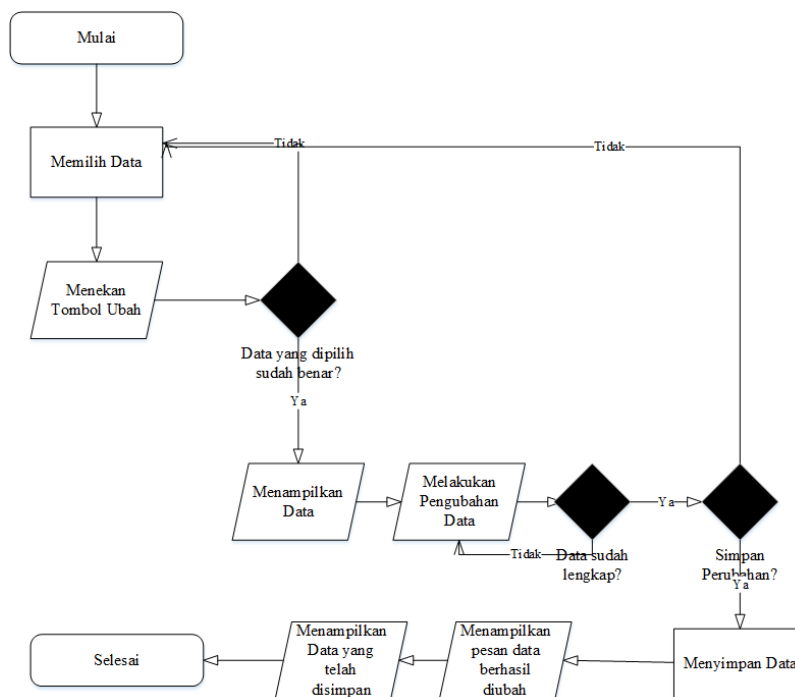 Mulai
Tidak
Tidak
Memilih Data
Menekan
Tombol Ubah
Data yang dipilih
sudah benar?
Ya
Menampilkan
Data
Melakukan
Pengubahan
Data
Ya
Tidak
Data sudah
lengkap?
Simpan
Perubahan?
Ya
Selesai
Menampilkan
Data yang
telah
disimpan
Menampilkan
pesan data
berhasil
diubah
Menyimpan Data